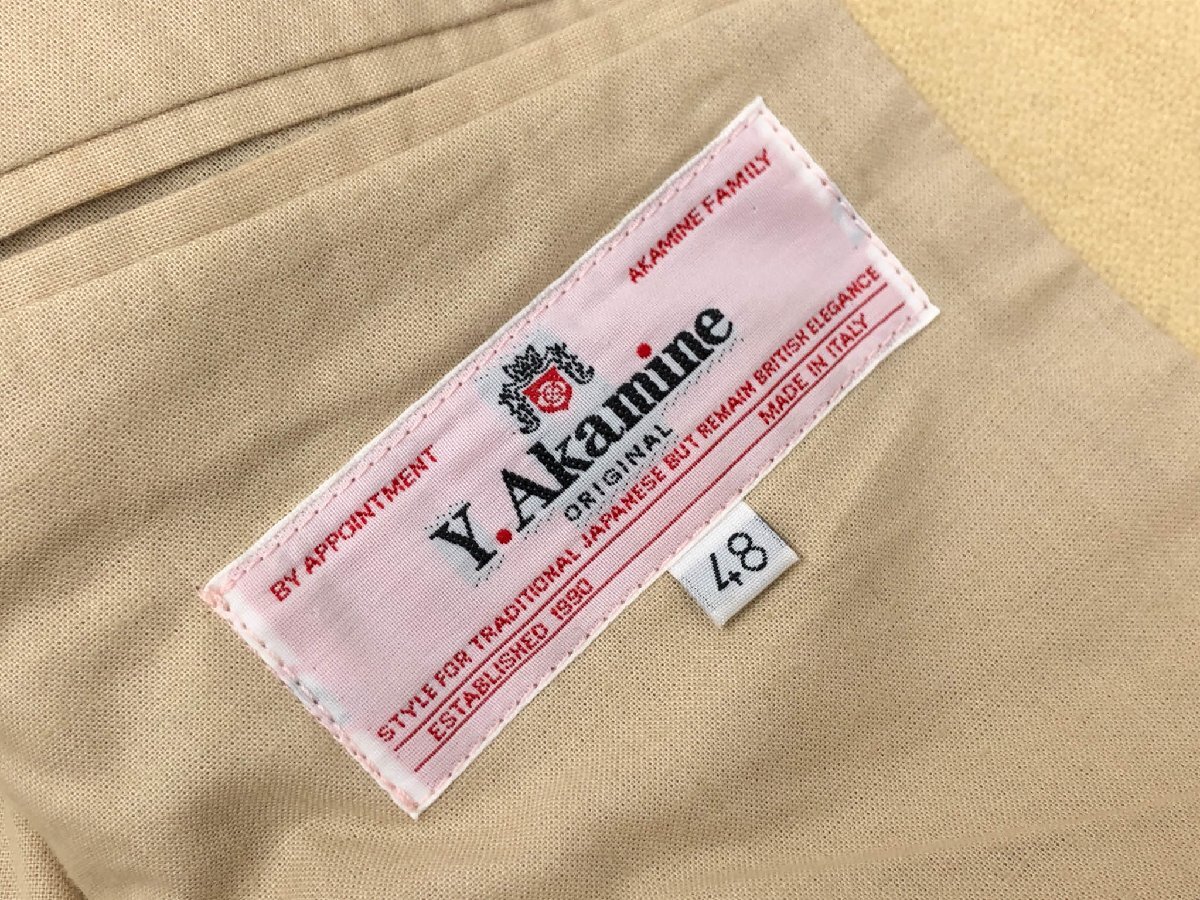 BY APPOINTMENT AKAMINE FAMILY
Y.Akamine
ORIGINAL
STYLE FOR TRADITIONAL JAPANESE BUT REMAIN BRITISH ELEGANCE
ESTABLISHED 1990 MADE IN ITALY
48